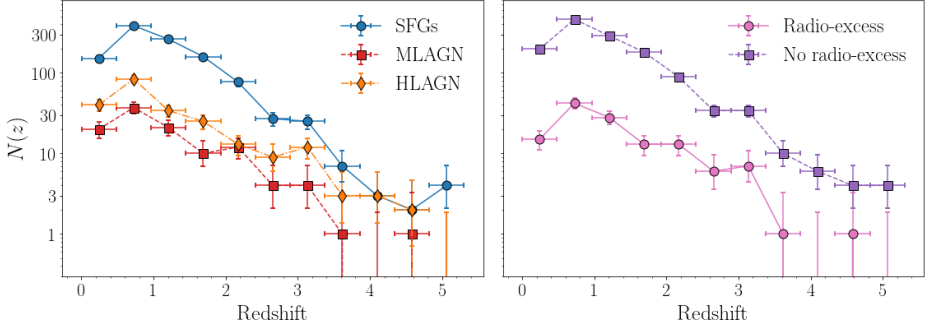 SFGs
MLAGN
HLAGN
300
100
30
10
3
1
N(z)
0 1 2 3 4 5
Redshift
Radio-excess
No radio-excess
0 1 2 3 4 5
Redshift